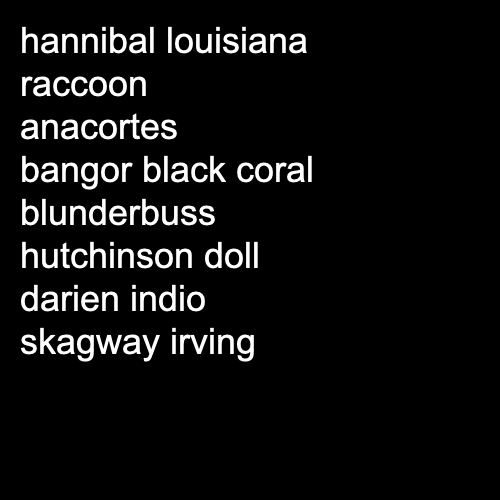 hannibal louisiana
raccoon
anacortes
bangor black coral
blunderbuss
hutchinson doll
darien indio
skagway irving